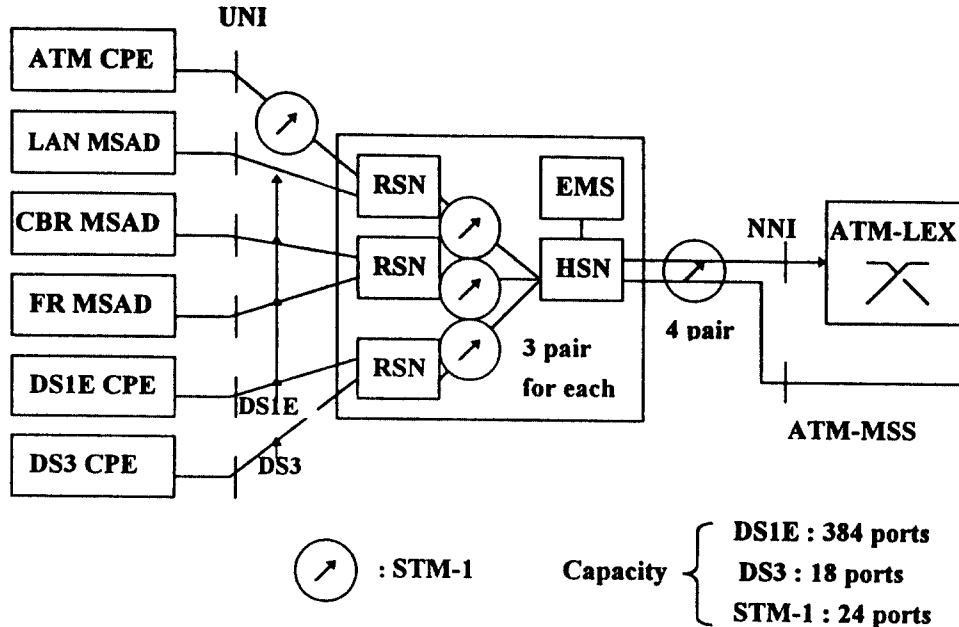 UNI
ATM CPE
LAN MSAD
CBR MSAD
FR MSAD
DS1E CPE
DS3 CPE
DS1E
DS3
RSN
RSN
RSN
EMS
HSN
3 pair
for each
4 pair
NNI
ATM-LEX
ATM-MSS
: STM-1
Capacity
DS1E : 384 ports
DS3 : 18 ports
STM-1 : 24 ports